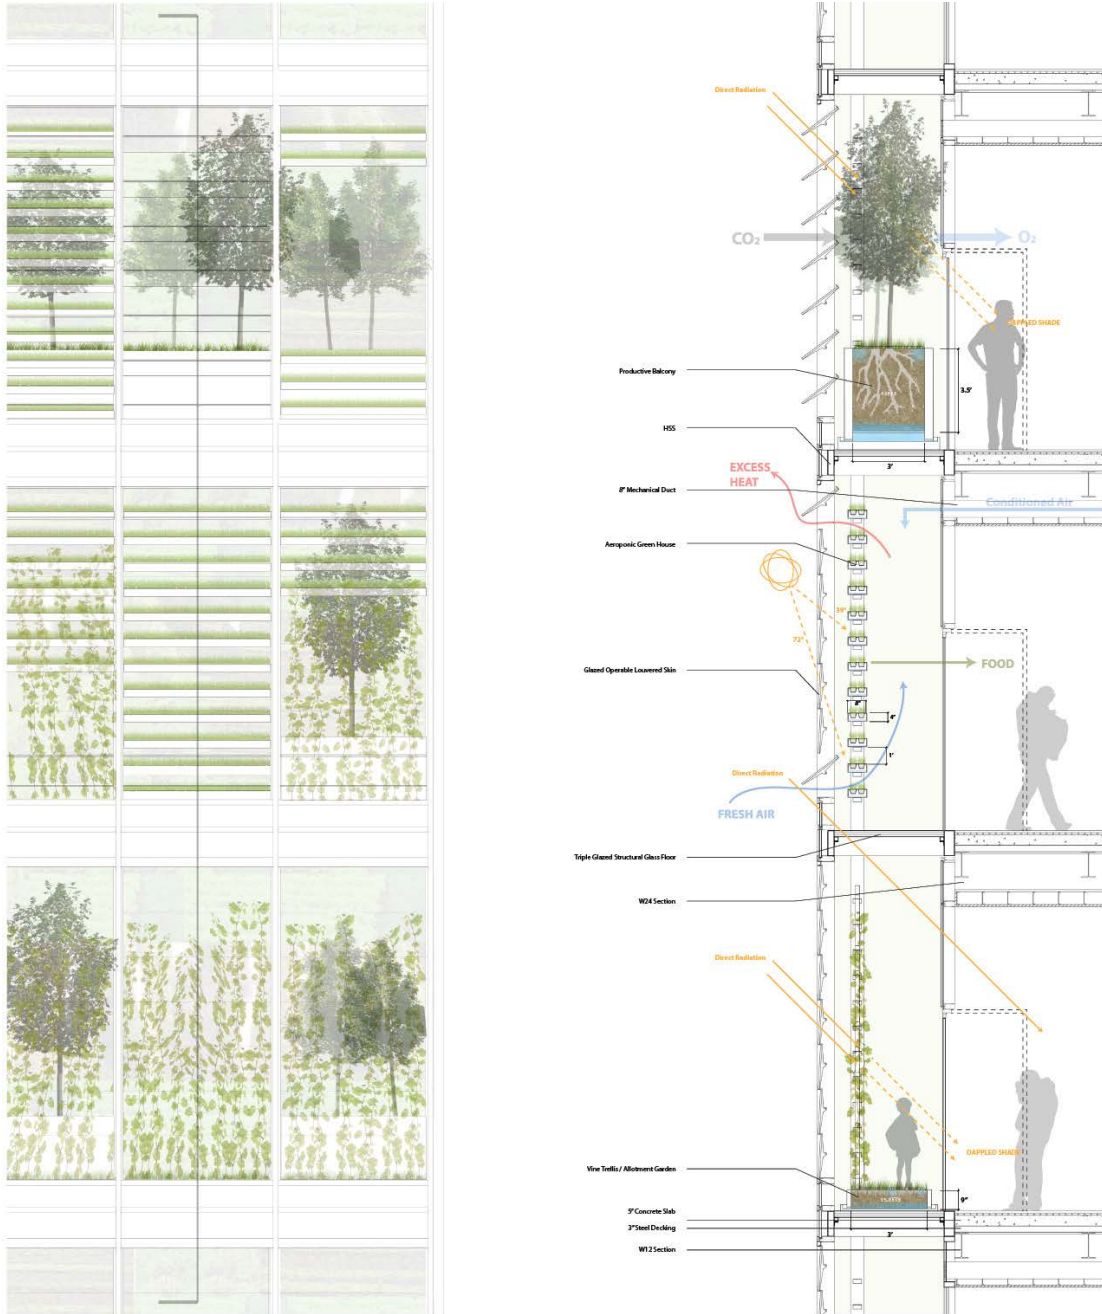 Direct Radiation
CO₂
O₂
DAPPLED SHADE
Productive Balcony
3.5'
HSS
3'
EXCESS
HEAT
8" Mechanical Duct
Conditioned Air
Aeroponic Green House
39°
72°
FOOD
Glazed Operable Louvered Skin
8"
4"
1'
Direct Radiation
FRESH AIR
Triple Glazed Structural Glass Floor
W24 Section
Direct Radiation
DAPPLED SHADE
Vine Trellis / Allotment Garden
9"
5" Concrete Slab
3" Steel Decking
3'
W12 Section